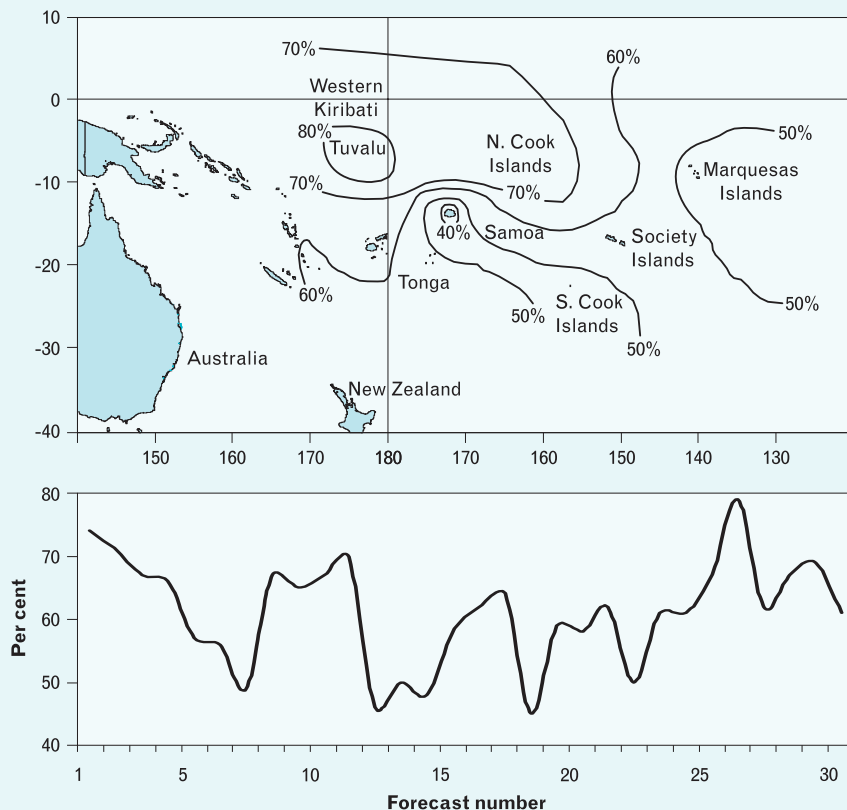 10
70%
60%
Western
Kiribati
0
80%
Tuvalu
50%
N. Cook
Islands
Marquesas
Islands
-10
70%
70%
40%
Samoa
Society
Islands
-20
Tonga
60%
50%
S. Cook
Islands
50%
50%
-30
Australia
New Zealand
-40
150 160 170 180 170 160 150 140 130
80
70
60
50
40
Per cent
1 5 10 15 20 25 30
Forecast number